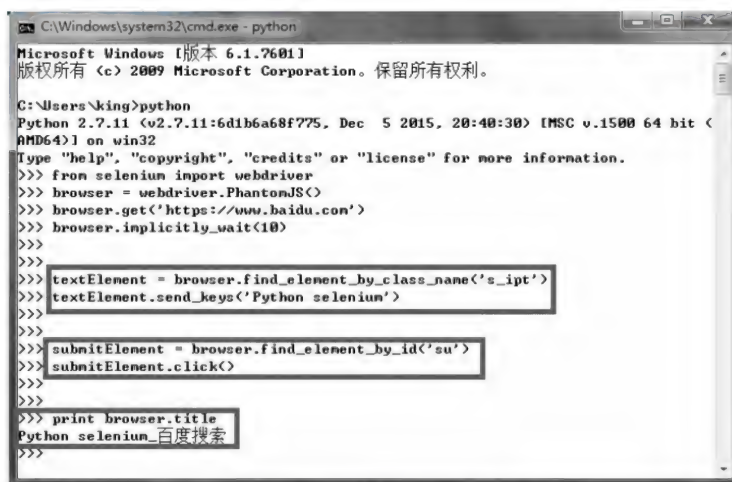 C:\Windows\system32\cmd.exe - python
Microsoft Windows [版本 6.1.7601]
版权所有 (c) 2009 Microsoft Corporation。保留所有权利。
C:\Users\king>python
Python 2.7.11 (v2.7.11:6d1b6a68f775, Dec  5 2015, 20:40:30) [MSC v.1500 64 bit (
AMD64)] on win32
Type "help", "copyright", "credits" or "license" for more information.
>>> from selenium import webdriver
>>> browser = webdriver.PhantomJS()
>>> browser.get('https://www.baidu.com')
>>> browser.implicitly_wait(10)
>>>
>>>
>>> textElement = browser.find_element_by_class_name('s_ipt')
>>> textElement.send_keys('Python selenium')
>>>
>>>
>>> submitElement = browser.find_element_by_id('su')
>>> submitElement.click()
>>>
>>>
>>> print browser.title
Python selenium_百度搜索
>>>